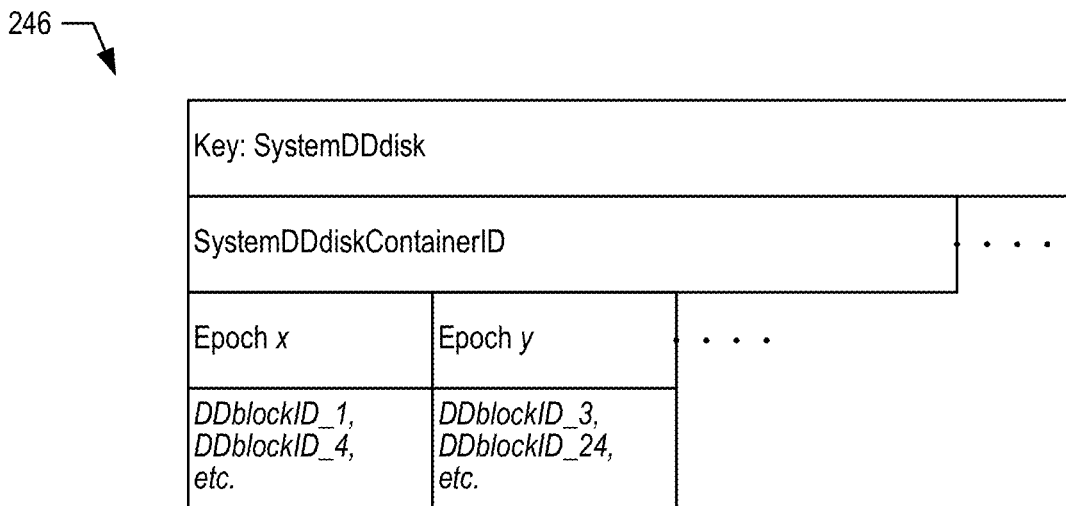 246
Key: SystemDDdisk
SystemDDdiskContainerID
. . . .
Epoch x
Epoch y
. . . .
DDblockID_1,
DDblockID_4,
etc.
DDblockID_3,
DDblockID_24,
etc.